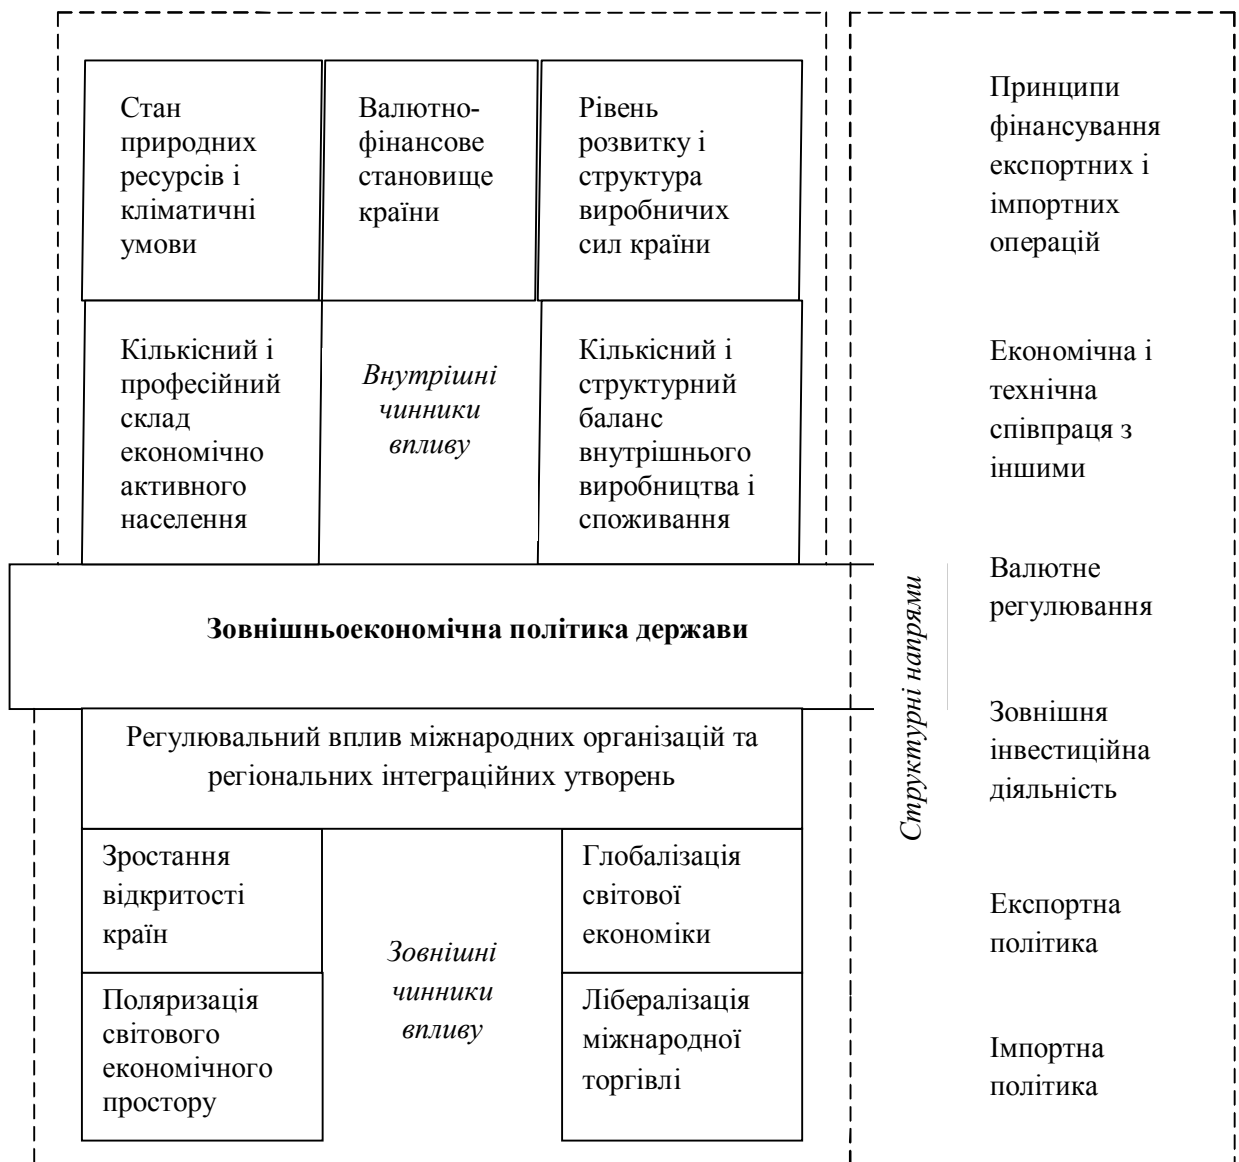 Стан
природних
ресурсів і
кліматичні
умови
Валютно-
фінансове
становище
країни
Рівень
розвитку і
структура
виробничих
сил країни
Кількісний і
професійний
склад
економічно
активного
населення
Внутрішні
чинники
впливу
Кількісний і
структурний
баланс
внутрішнього
виробництва і
споживання
Зовнішньоекономічна політика держави
Регулювальний вплив міжнародних організацій та
регіональних інтеграційних утворень
Зростання
відкритості
країн
Зовнішні
чинники
впливу
Глобалізація
світової
економіки
Поляризація
світового
економічного
простору
Лібералізація
міжнародної
торгівлі
Структурні напрями
Принципи
фінансування
експортних і
імпортних
операцій
Економічна і
технічна
співпраця з
іншими
Валютне
регулювання
Зовнішня
інвестиційна
діяльність
Експортна
політика
Імпортна
політика